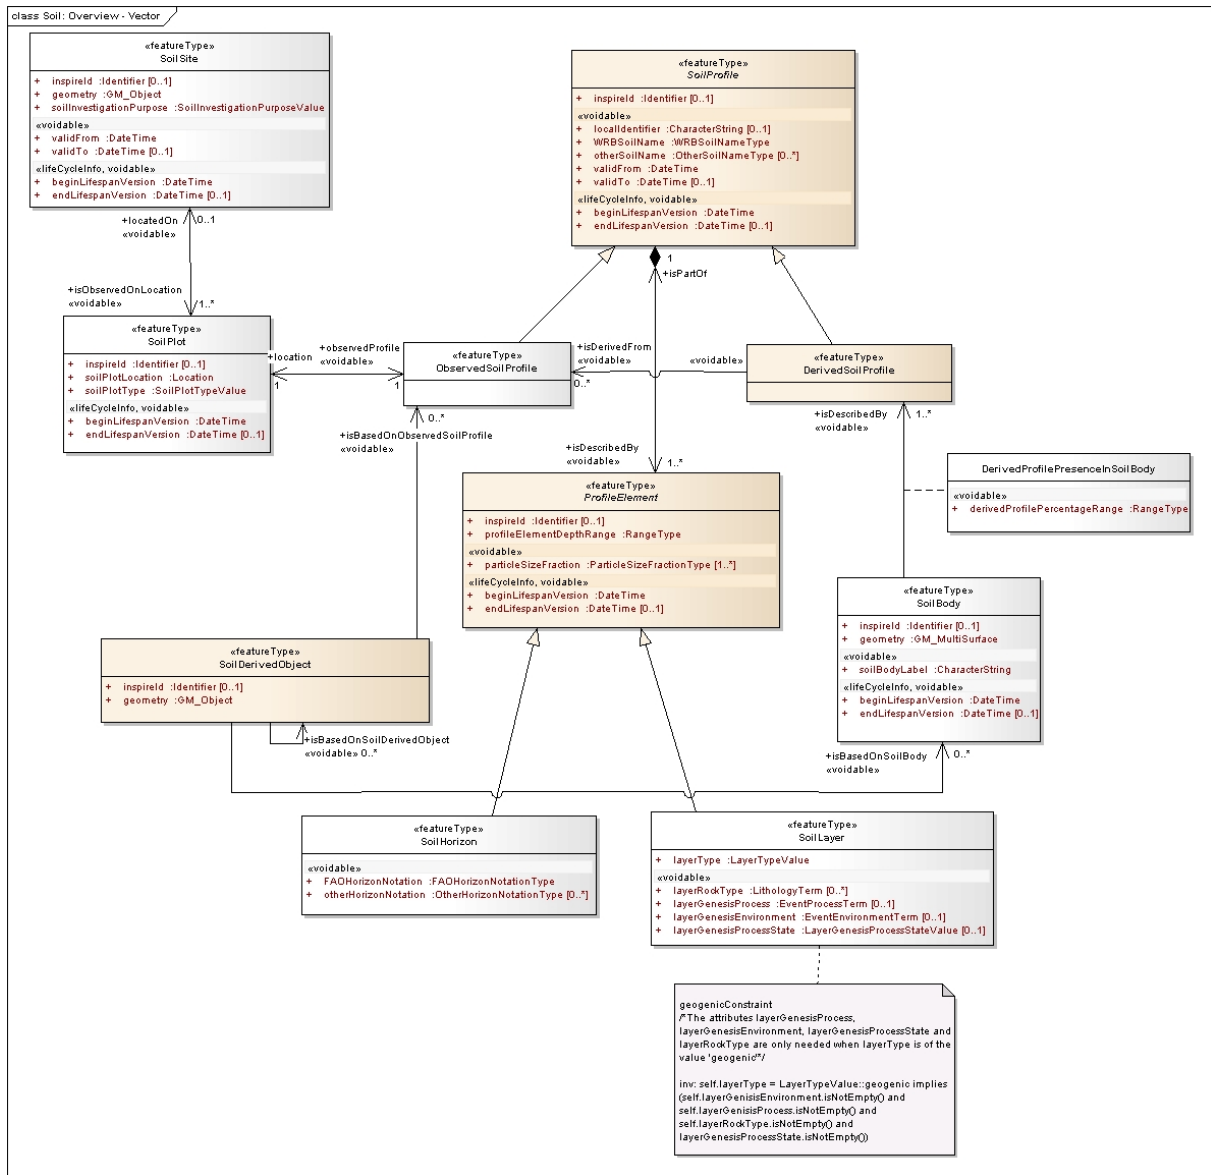 class Soil: Overview - Vector
«featureType»
SoilSite
+ inspireId :Identifier [0..1]
+ geometry :GM_Object
+ soilInvestigationPurpose :SoilInvestigationPurposeValue
«voidable»
+ validFrom :DateTime
+ validTo :DateTime [0..1]
«lifeCycleInfo, voidable»
+ beginLifespanVersion :DateTime
+ endLifespanVersion :DateTime [0..1]
«featureType»
SoilProfile
+ inspireId :Identifier [0..1]
«voidable»
+ localIdentifier :CharacterString [0..1]
+ WRBSoilName :WRBSoilNameType
+ otherSoilName :OtherSoilNameType [0..*]
+ validFrom :DateTime
+ validTo :DateTime [0..1]
«lifeCycleInfo, voidable»
+ beginLifespanVersion :DateTime
+ endLifespanVersion :DateTime [0..1]
+locatedOn
«voidable»
0..1
+isObservedOnLocation
«voidable»
1..*
1
+isPartOf
«featureType»
SoilPlot
+ inspireId :Identifier [0..1]
+ soilPlotLocation :Location
+ soilPlotType :SoilPlotTypeValue
«lifeCycleInfo, voidable»
+ beginLifespanVersion :DateTime
+ endLifespanVersion :DateTime [0..1]
+location
1
+observedProfile
«voidable»
1
«featureType»
ObservedSoilProfile
+isDerivedFrom
«voidable»
0..*
«voidable»
«featureType»
DerivedSoilProfile
0..*
+isBasedOnObservedSoilProfile
«voidable»
+isDescribedBy
«voidable»
1..*
+isDescribedBy
«voidable»
1..*
DerivedProfilePresenceInSoilBody
«voidable»
+ derivedProfilePercentageRange :RangeType
«featureType»
ProfileElement
+ inspireId :Identifier [0..1]
+ profileElementDepthRange :RangeType
«voidable»
+ particleSizeFraction :ParticleSizeFractionType [1..*]
«lifeCycleInfo, voidable»
+ beginLifespanVersion :DateTime
+ endLifespanVersion :DateTime [0..1]
«featureType»
SoilBody
+ inspireId :Identifier [0..1]
+ geometry :GM_MultiSurface
«voidable»
+ soilBodyLabel :CharacterString
«lifeCycleInfo, voidable»
+ beginLifespanVersion :DateTime
+ endLifespanVersion :DateTime [0..1]
«featureType»
SoilDerivedObject
+ inspireId :Identifier [0..1]
+ geometry :GM_Object
+isBasedOnSoilDerivedObject
«voidable» 0..*
+isBasedOnSoilBody
«voidable»
0..*
«featureType»
SoilHorizon
«voidable»
+ FAOHorizonNotation :FAOHorizonNotationType
+ otherHorizonNotation :OtherHorizonNotationType [0..*]
«featureType»
SoilLayer
+ layerType :LayerTypeValue
«voidable»
+ layerRockType :LithologyTerm [0..*]
+ layerGenesisProcess :EventProcessTerm [0..1]
+ layerGenesisEnvironment :EventEnvironmentTerm [0..1]
+ layerGenesisProcessState :LayerGenesisProcessStateValue [0..1]
geogenicConstraint
/*The attributes layerGenesisProcess,
layerGenesisEnvironment, layerGenesisProcessState and
layerRockType are only needed when layerType is of the
value 'geogenic'*/
inv: self.layerType = LayerTypeValue::geogenic implies
(self.layerGenisisEnvironment.isNotEmpty() and
self.layerGenisisProcess.isNotEmpty() and
self.layerRockType.isNotEmpty() and
layerGenesisProcessState.isNotEmpty())